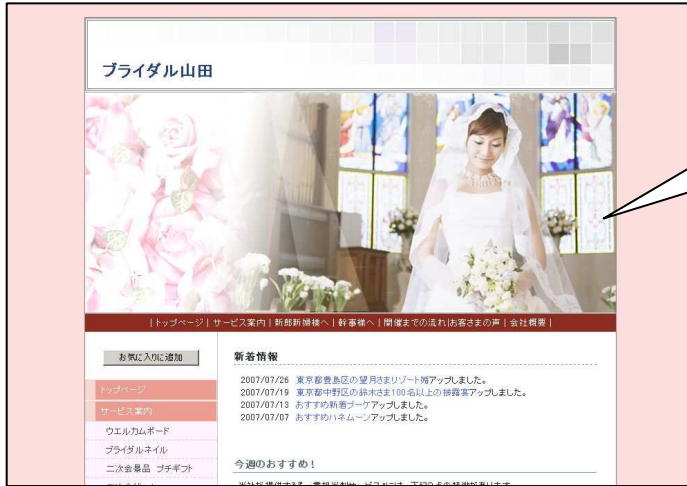 ブライダル山田
|トップページ|サービス案内|新郎新婦様へ|幹事様へ|開催までの流れ|お客さまの声|会社概要|
お気に入りに追加
新着情報
2007/07/26 東京都豊島区の望月さまリゾート婚アップしました。
2007/07/19 東京都中野区の鈴木さま100名以上の披露宴アップしました。
2007/07/13 おすすめ新着ブーケアップしました。
2007/07/07 おすすめハネムーンアップしました。
トップページ
サービス案内
ウエルカムボード
ブライダルネイル
二次会景品 プチギフト
今週のおすすめ!